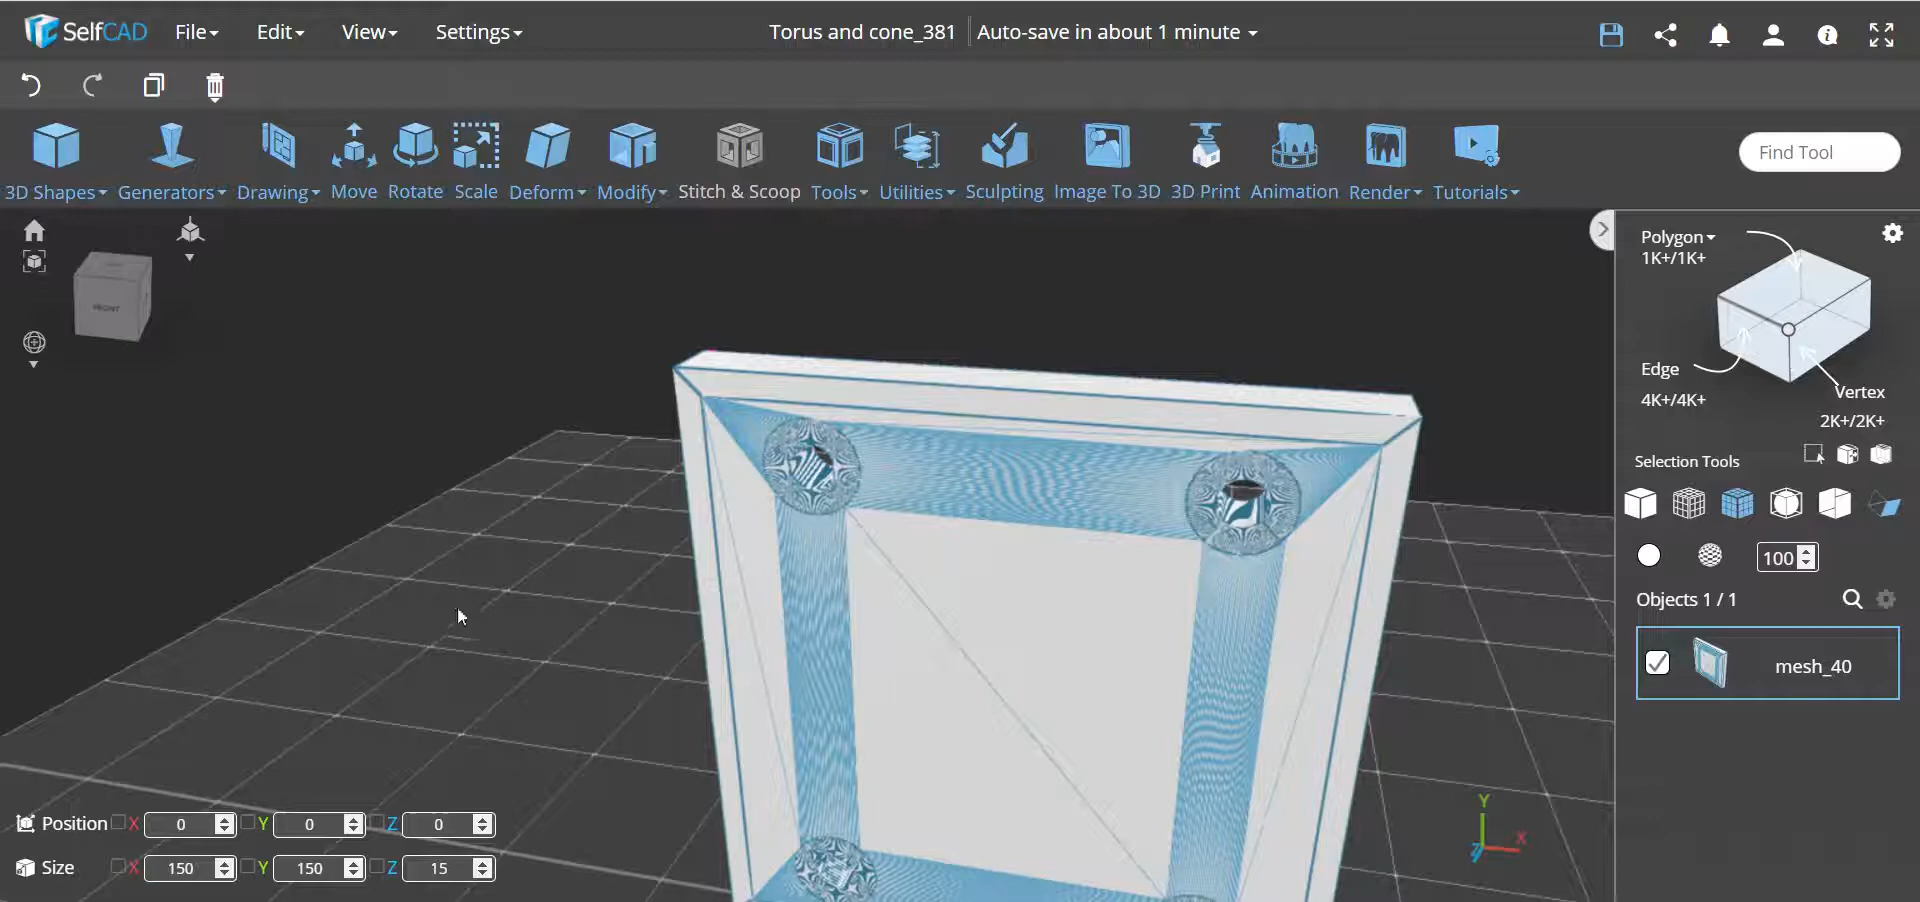 SelfCAD File Edit View Settings Torus and cone_381 Auto-save in about 1 minute
3D Shapes Generators Drawing Move Rotate Scale Deform Modify Stitch & Scoop Tools Utilities Sculpting Image To 3D 3D Print Animation Render Tutorials Find Tool
FRONT
Polygon
1K+/1K+
Edge
4K+/4K+
Vertex
2K+/2K+
Selection Tools
100
Objects 1 / 1
mesh_40
Y
X
Z
Position X 0 Y 0 Z 0
Size X 150 Y 150 Z 15